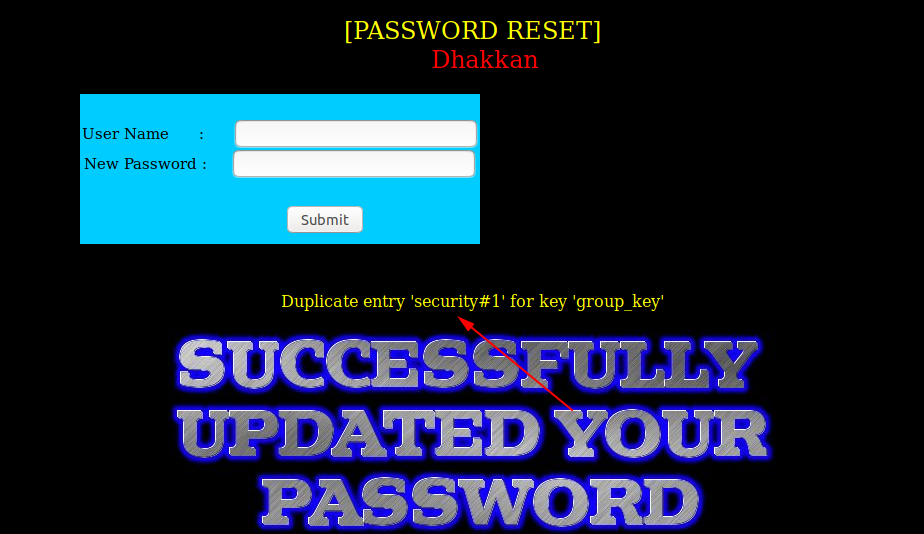 [PASSWORD RESET]
Dhakkan
User Name :
New Password :
Submit
Duplicate entry 'security#1' for key 'group_key'
SUCCESSFULLY
UPDATED YOUR
PASSWORD